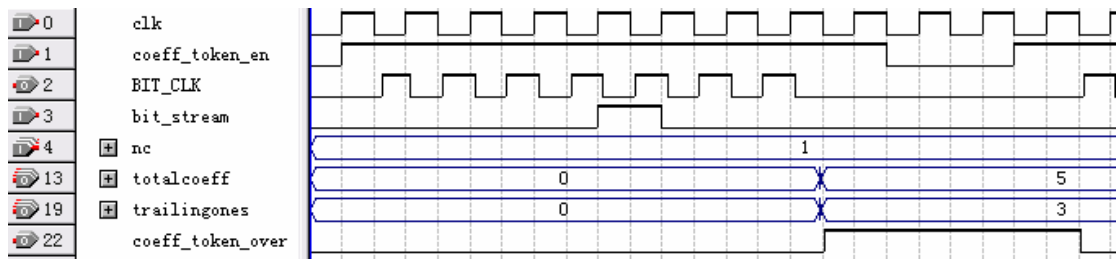 0 clk
1 coeff_token_en
2 BIT_CLK
3 bit_stream
4 nc 1
13 totalcoeff 0 5
19 trailingones 0 3
22 coeff_token_over